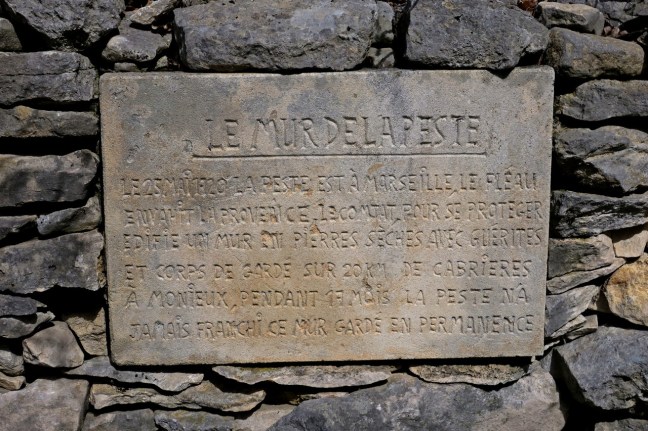 LE MUR DE LA PESTE
LE 25 MAI 1720 LA PESTE EST À MARSEILLE, LE FLÉAU
ENVAHIT LA PROVENCE, LE COMTAT, POUR SE PROTÉGER
EDIFIE UN MUR EN PIERRES SÈCHES AVEC GUÉRITES
ET CORPS DE GARDE SUR 20 KM DE CABRIÈRES
A MONIEUX, PENDANT 17 MOIS LA PESTE N'A
JAMAIS FRANCHI CE MUR GARDÉ EN PERMANENCE